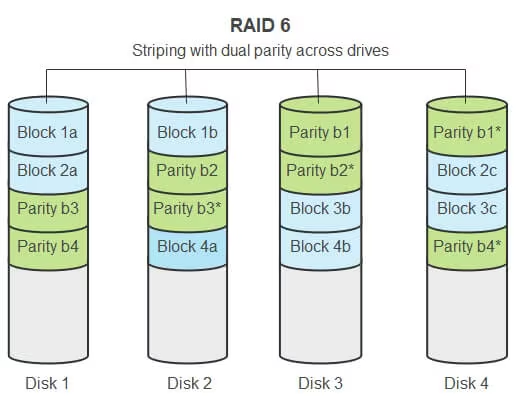 RAID 6
Striping with dual parity across drives
Block 1a
Block 1b
Parity b1
Parity b1*
Block 2a
Parity b2
Parity b2*
Block 2c
Parity b3
Parity b3*
Block 3b
Block 3c
Parity b4
Block 4a
Block 4b
Parity b4*
Disk 1
Disk 2
Disk 3
Disk 4